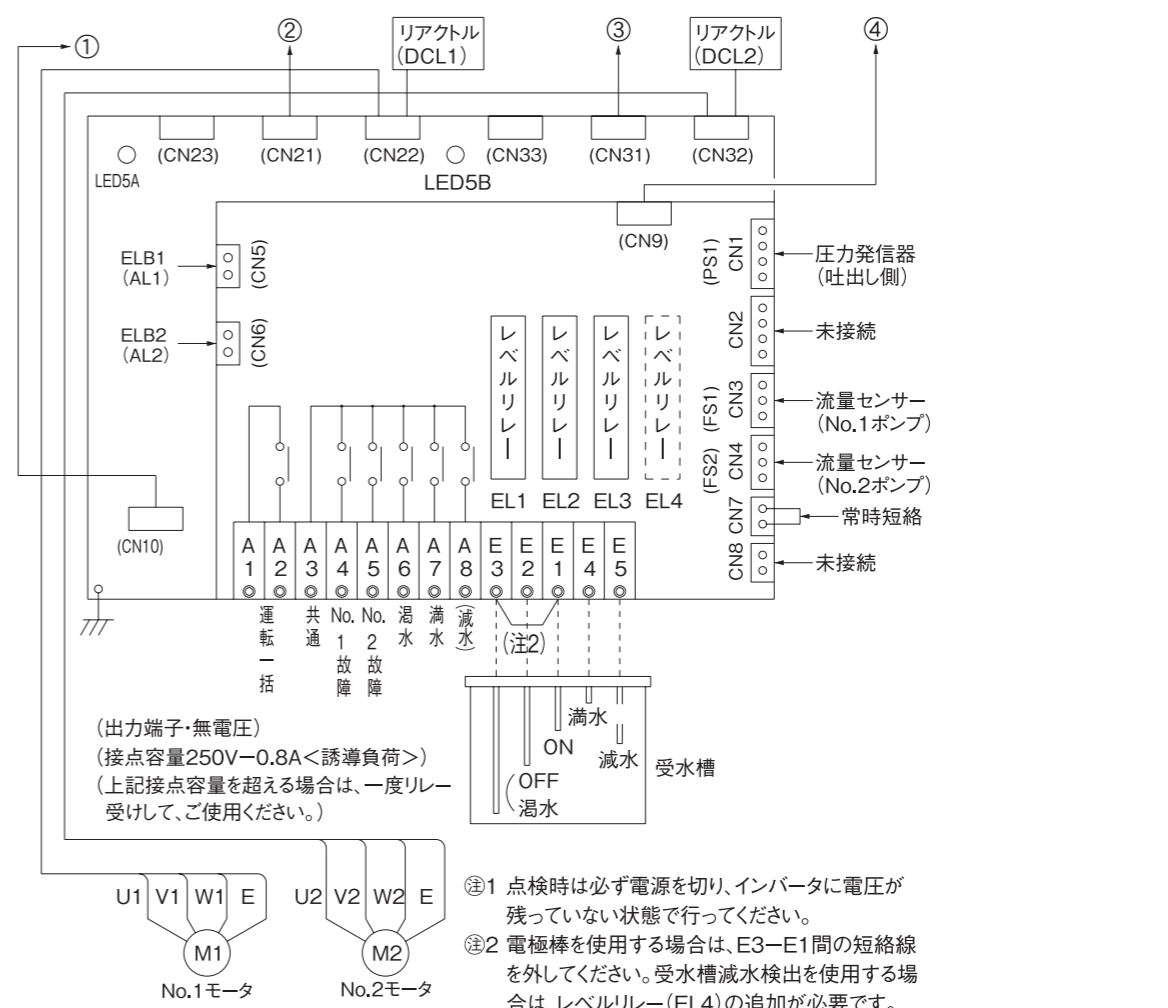 ①
②
リアクトル
(DCL1)
③
リアクトル
(DCL2)
④
LED5A
(CN23)
(CN21)
(CN22)
LED5B
(CN33)
(CN31)
(CN32)
(CN9)
ELB1
(AL1)
(CN5)
ELB2
(AL2)
(CN6)
(PS1)
CN1
圧力発信器
(吐出し側)
CN2
未接続
(FS1)
CN3
流量センサー
(No.1ポンプ)
(FS2)
CN4
流量センサー
(No.2ポンプ)
CN7
常時短絡
CN8
未接続
レベルリレー
レベルリレー
レベルリレー
レベルリレー
EL1
EL2
EL3
EL4
(CN10)
A1
A2
A3
A4
A5
A6
A7
A8
E3
E2
E1
E4
E5
運転一括
共通
No.1故障
No.2故障
渇水
満水
(減水)
(注2)
満水
ON
減水
OFF
渇水
受水槽
(出力端子・無電圧)
(接点容量250V−0.8A<誘導負荷>)
(上記接点容量を超える場合は、一度リレー
受けして、ご使用ください。)
U1
V1
W1
E
U2
V2
W2
E
M1
M2
No.1モータ
No.2モータ
㊟1 点検時は必ず電源を切り、インバータに電圧が
残っていない状態で行ってください。
㊟2 電極棒を使用する場合は、E3−E1間の短絡線
を外してください。受水槽減水検出を使用する場
合は、レベルリレー(EL4)の追加が必要です。